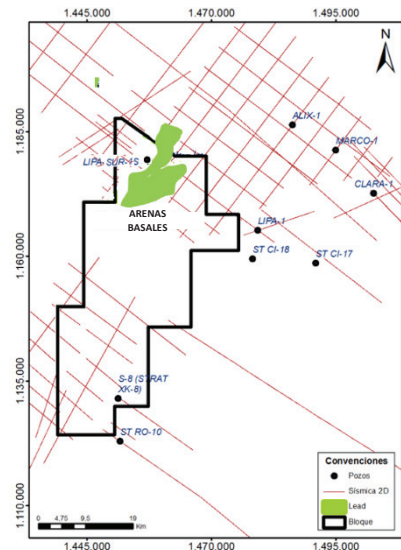 1.445.000 1.470.000 1.495.000
N
1.185.000
ALIX-1
MARCO-1
LIPA-SUR-1S
CLARA-1
ARENAS
BASALES
LIPA-1
1.160.000
ST CI-18
ST CI-17
1.135.000
S-8 (STRAT
XK-8)
ST RO-10
1.110.000
Convenciones
Pozos
Sísmica 2D
Lead
Bloque
0 4,75 9,5 19
Km
1.445.000 1.470.000 1.495.000